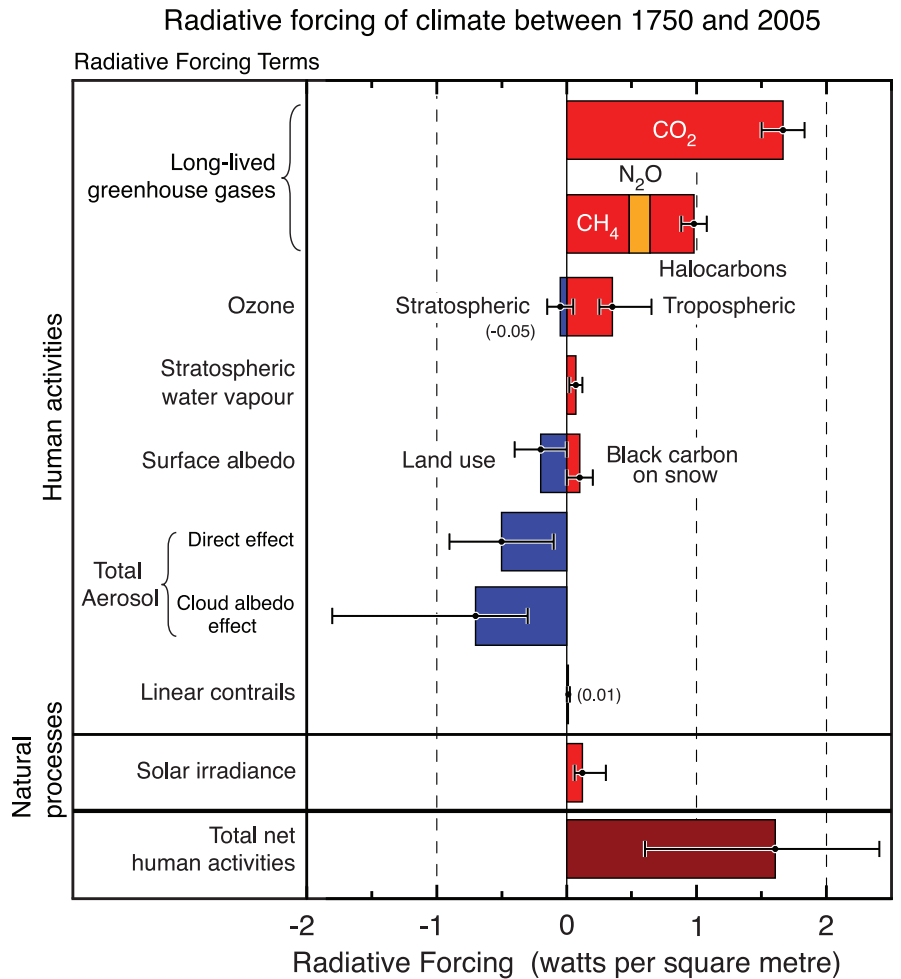 Radiative forcing of climate between 1750 and 2005
Radiative Forcing Terms
Human activities
Long-lived
greenhouse gases
CO₂
N₂O
CH₄
Halocarbons
Ozone
Stratospheric
(-0.05)
Tropospheric
Stratospheric
water vapour
Surface albedo
Land use
Black carbon
on snow
Total
Aerosol
Direct effect
Cloud albedo
effect
Linear contrails
(0.01)
Natural
processes
Solar irradiance
Total net
human activities
-2 -1 0 1 2
Radiative Forcing (watts per square metre)